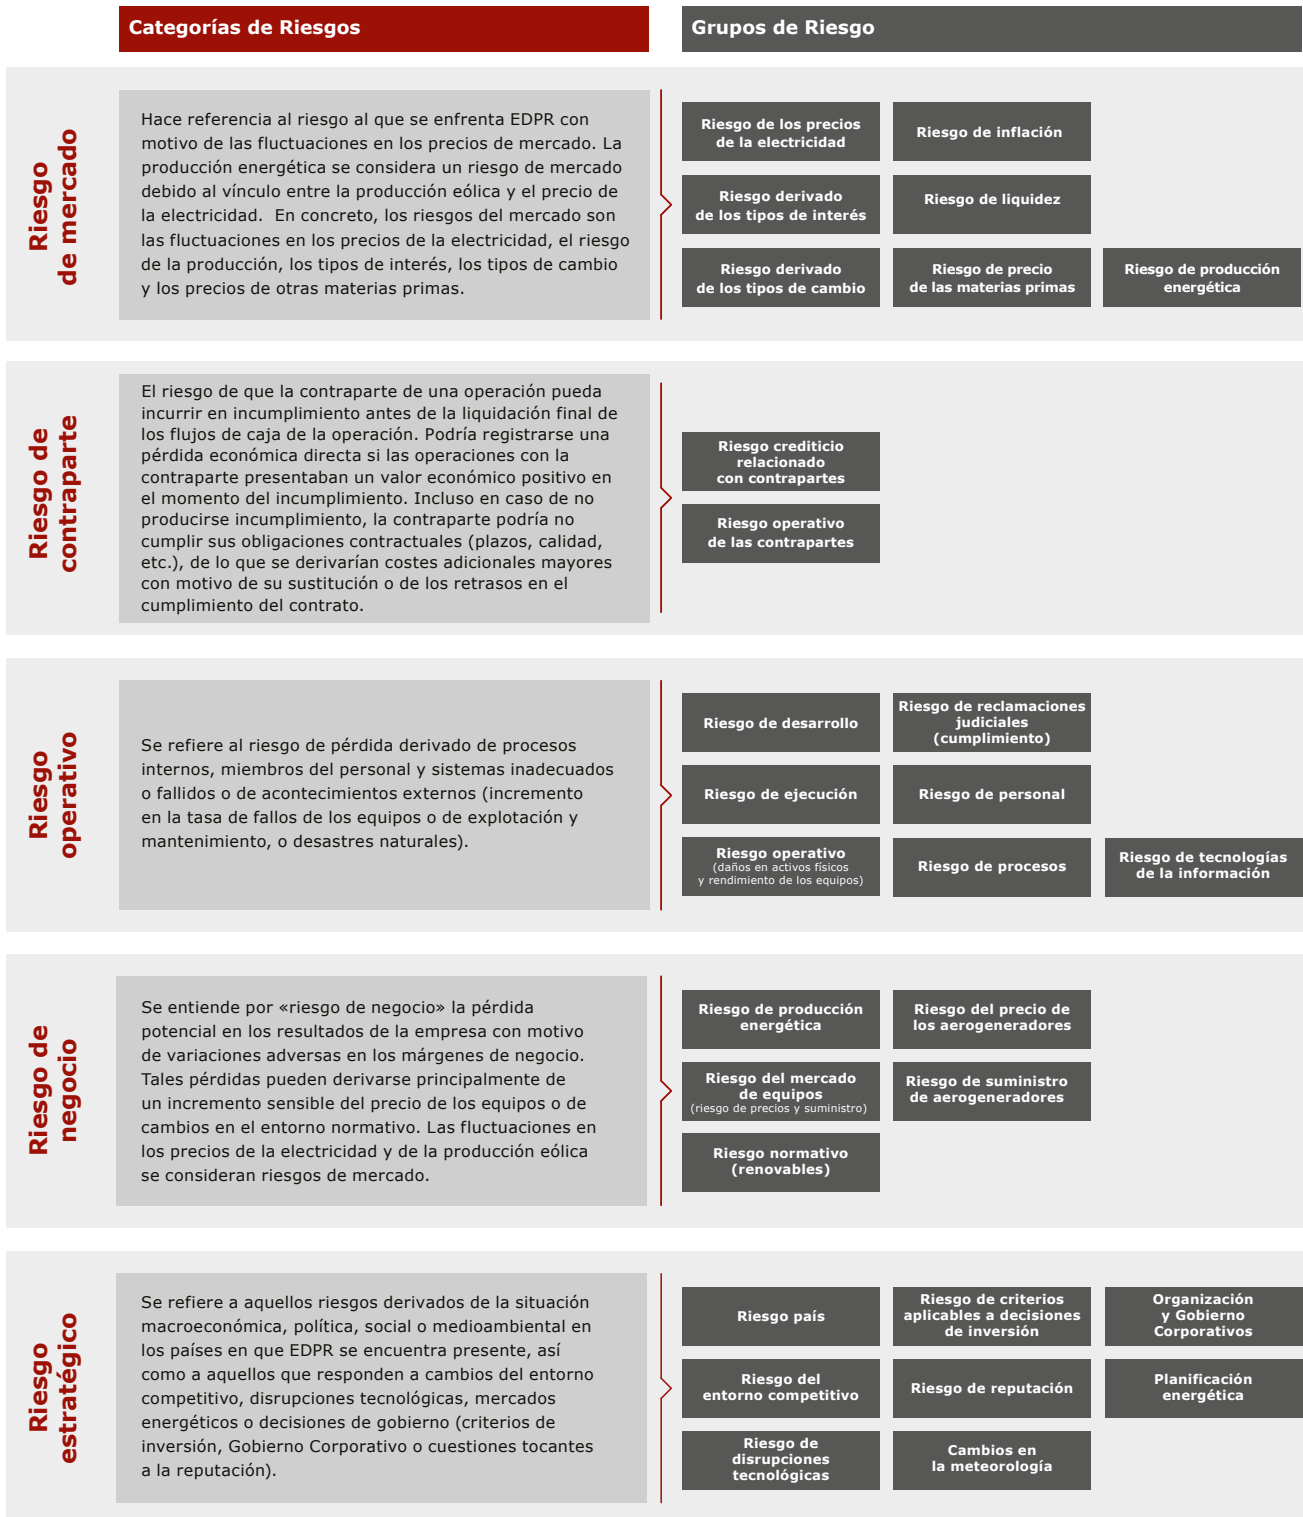 Categorías de Riesgos
Grupos de Riesgo
Riesgo
de mercado
Hace referencia al riesgo al que se enfrenta EDPR con
motivo de las fluctuaciones en los precios de mercado. La
producción energética se considera un riesgo de mercado
debido al vínculo entre la producción eólica y el precio de
la electricidad. En concreto, los riesgos del mercado son
las fluctuaciones en los precios de la electricidad, el riesgo
de la producción, los tipos de interés, los tipos de cambio
y los precios de otras materias primas.
Riesgo de los precios
de la electricidad
Riesgo de inflación
Riesgo derivado
de los tipos de interés
Riesgo de liquidez
Riesgo derivado
de los tipos de cambio
Riesgo de precio
de las materias primas
Riesgo de producción
energética
Riesgo de
contraparte
El riesgo de que la contraparte de una operación pueda
incurrir en incumplimiento antes de la liquidación final de
los flujos de caja de la operación. Podría registrarse una
pérdida económica directa si las operaciones con la
contraparte presentaban un valor económico positivo en
el momento del incumplimiento. Incluso en caso de no
producirse incumplimiento, la contraparte podría no
cumplir sus obligaciones contractuales (plazos, calidad,
etc.), de lo que se derivarían costes adicionales mayores
con motivo de su sustitución o de los retrasos en el
cumplimiento del contrato.
Riesgo crediticio
relacionado
con contrapartes
Riesgo operativo
de las contrapartes
Riesgo
operativo
Se refiere al riesgo de pérdida derivado de procesos
internos, miembros del personal y sistemas inadecuados
o fallidos o de acontecimientos externos (incremento
en la tasa de fallos de los equipos o de explotación y
mantenimiento, o desastres naturales).
Riesgo de desarrollo
Riesgo de reclamaciones
judiciales
(cumplimiento)
Riesgo de ejecución
Riesgo de personal
Riesgo operativo
(daños en activos físicos
y rendimiento de los equipos)
Riesgo de procesos
Riesgo de tecnologías
de la información
Riesgo de
negocio
Se entiende por «riesgo de negocio» la pérdida
potencial en los resultados de la empresa con motivo
de variaciones adversas en los márgenes de negocio.
Tales pérdidas pueden derivarse principalmente de
un incremento sensible del precio de los equipos o de
cambios en el entorno normativo. Las fluctuaciones en
los precios de la electricidad y de la producción eólica
se consideran riesgos de mercado.
Riesgo de producción
energética
Riesgo del precio de
los aerogeneradores
Riesgo del mercado
de equipos
(riesgo de precios y suministro)
Riesgo de suministro
de aerogeneradores
Riesgo normativo
(renovables)
Riesgo
estratégico
Se refiere a aquellos riesgos derivados de la situación
macroeconómica, política, social o medioambiental en
los países en que EDPR se encuentra presente, así
como a aquellos que responden a cambios del entorno
competitivo, disrupciones tecnológicas, mercados
energéticos o decisiones de gobierno (criterios de
inversión, Gobierno Corporativo o cuestiones tocantes
a la reputación).
Riesgo país
Riesgo de criterios
aplicables a decisiones
de inversión
Organización
y Gobierno
Corporativos
Riesgo del
entorno competitivo
Riesgo de reputación
Planificación
energética
Riesgo de
disrupciones
tecnológicas
Cambios en
la meteorología